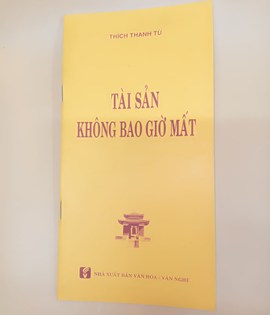 THÍCH THANH TỪ
TÀI SẢN
KHÔNG BAO GIỜ MẤT
NHÀ XUẤT BẢN VĂN HÓA - VĂN NGHỆ